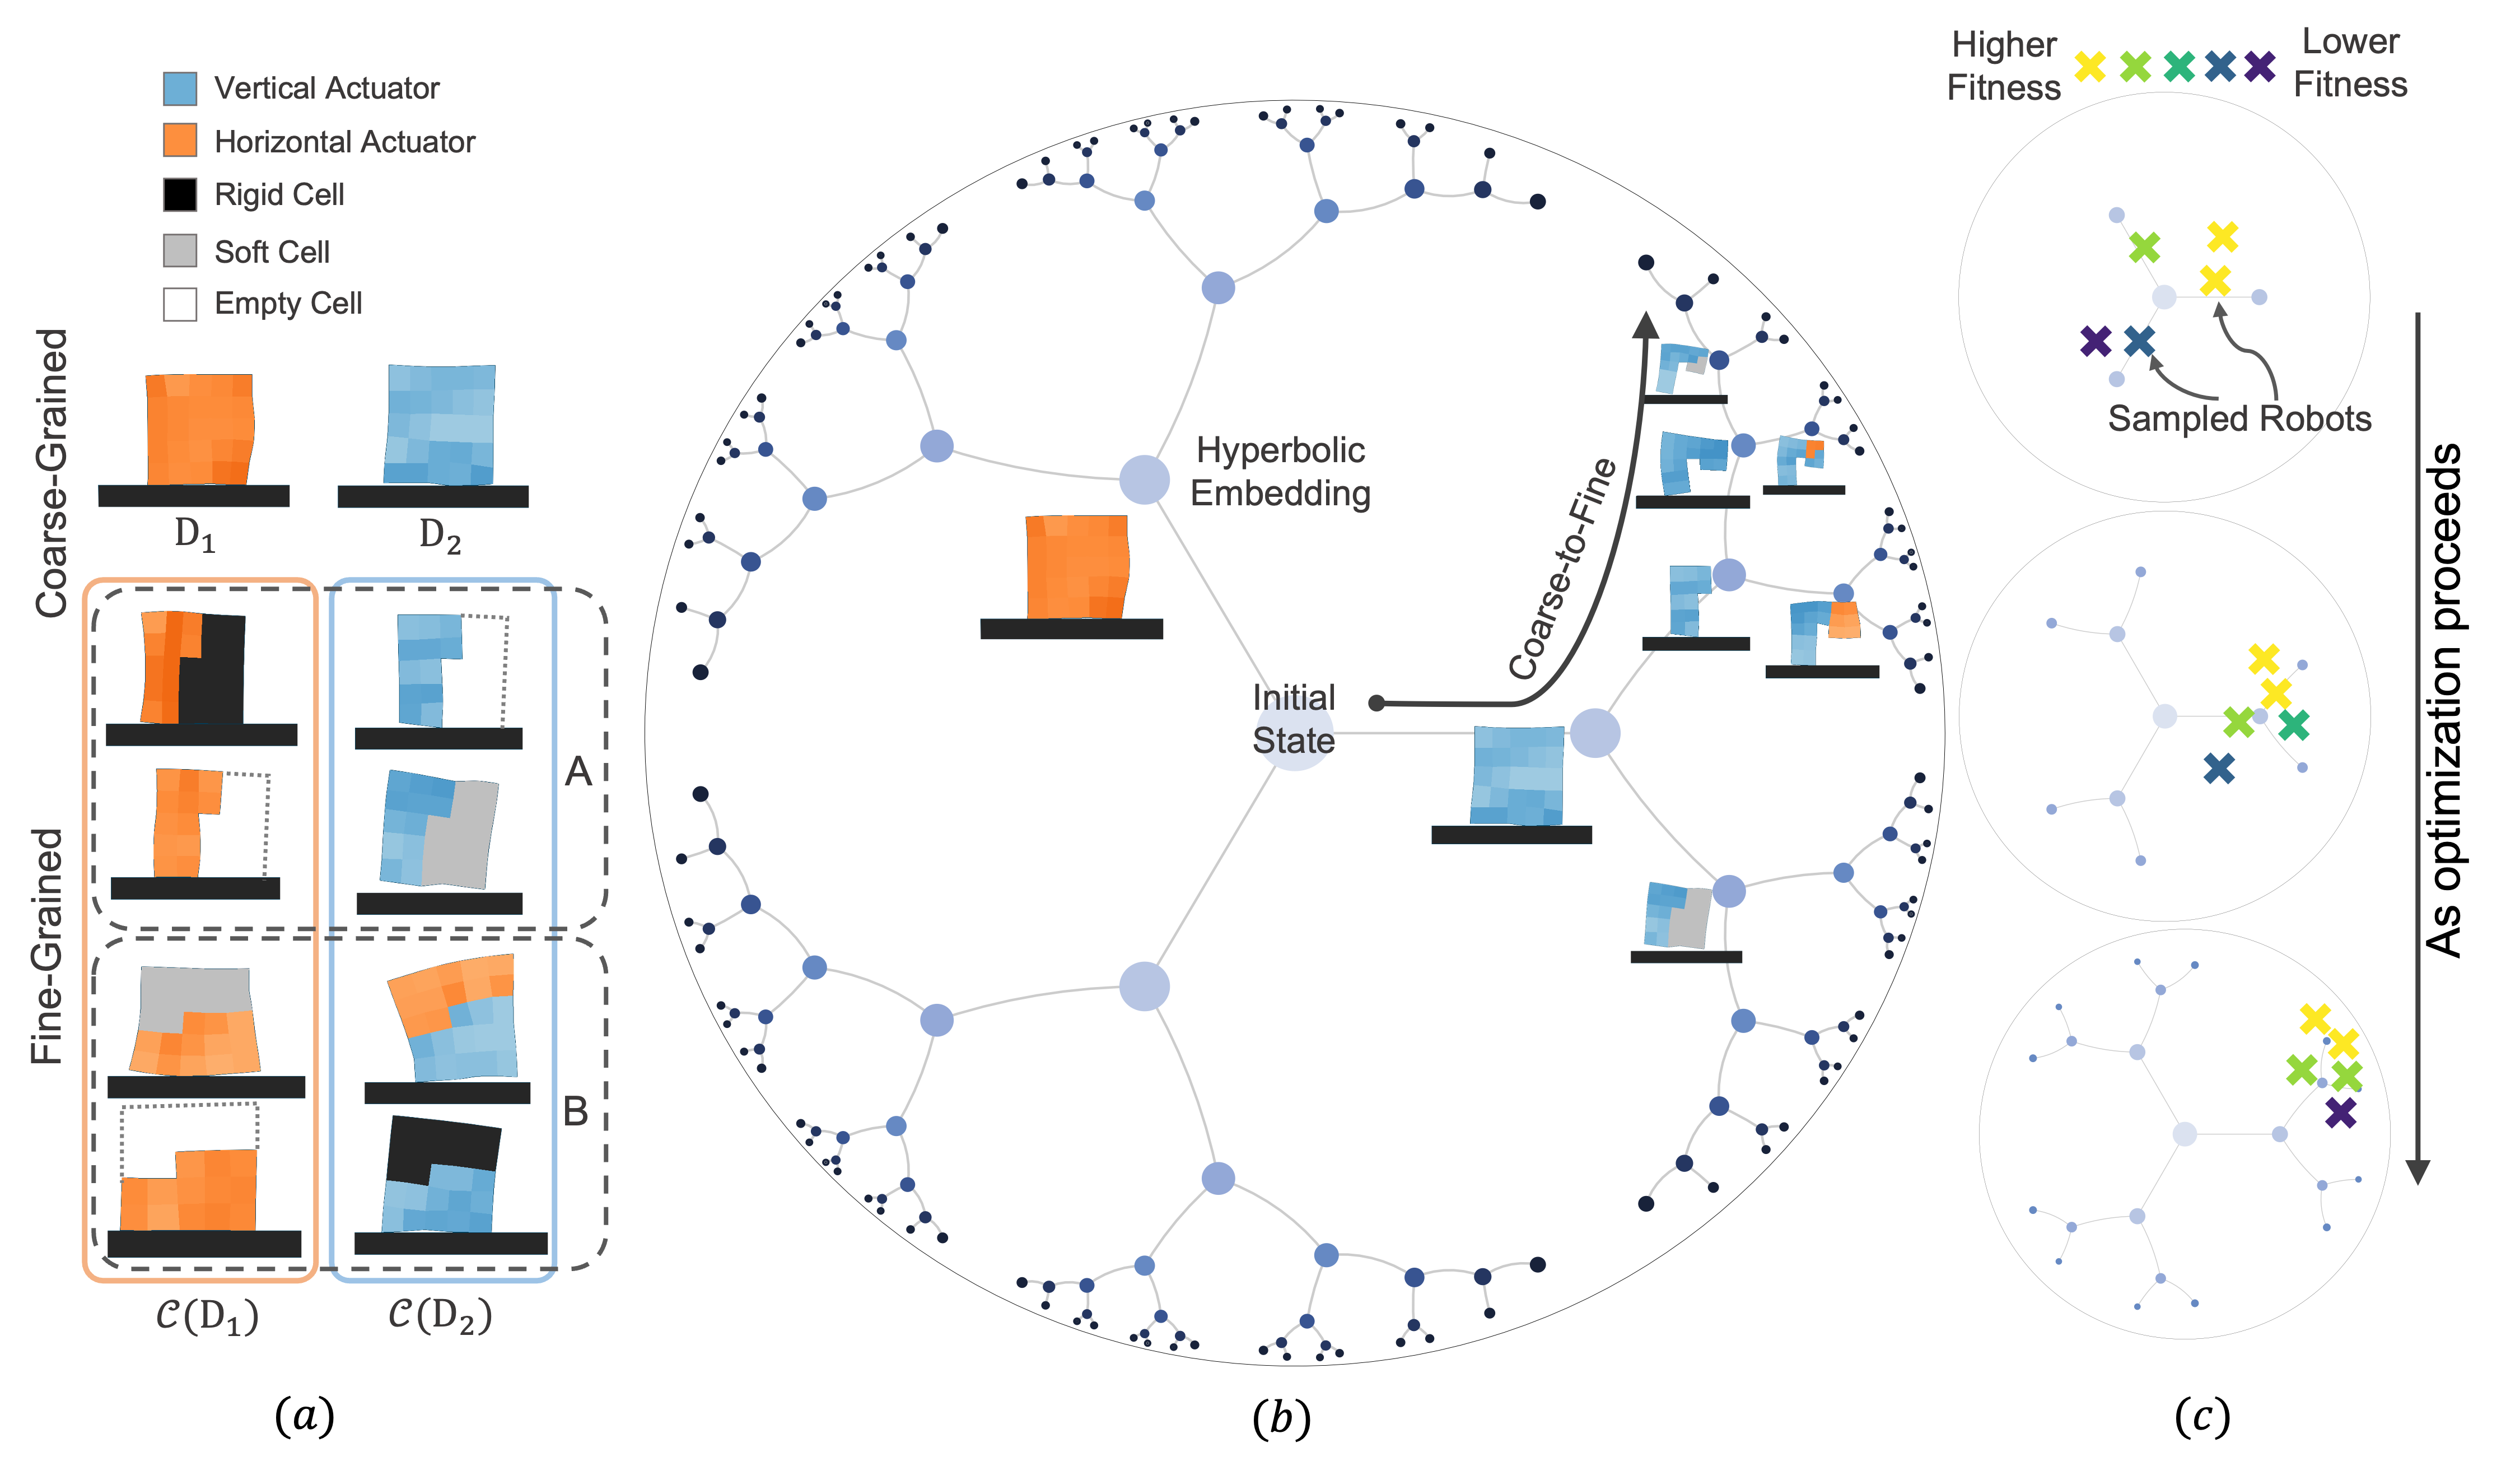 Vertical Actuator
Horizontal Actuator
Rigid Cell
Soft Cell
Empty Cell
Coarse-Grained
D₁
D₂
Fine-Grained
A
B
𝒞(D₁)
𝒞(D₂)
(a)
Hyperbolic
Embedding
Initial
State
Coarse-to-Fine
(b)
Higher
Fitness
Lower
Fitness
Sampled Robots
As optimization proceeds
(c)